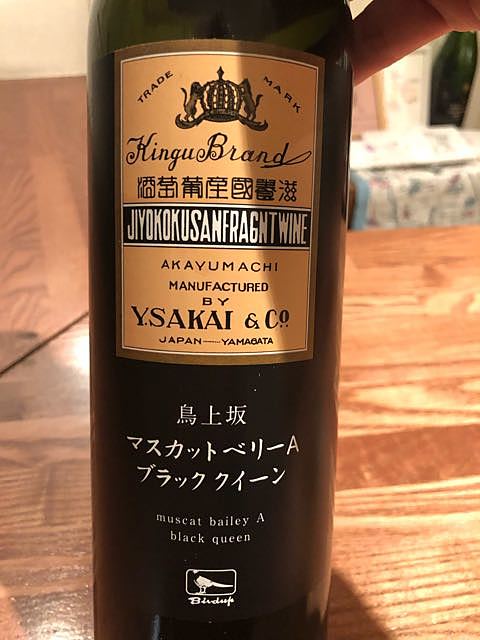 TRADE MARK
Kingu Brand
酒萄葡産國養滋
JIYOKOKUSANFRAGNTWINE
AKAYUMACHI
MANUFACTURED
BY
Y.SAKAI & Co.
JAPAN——YAMAGATA
鳥上坂
マスカットベリーA
ブラック クイーン
muscat bailey A
black queen
Birdup